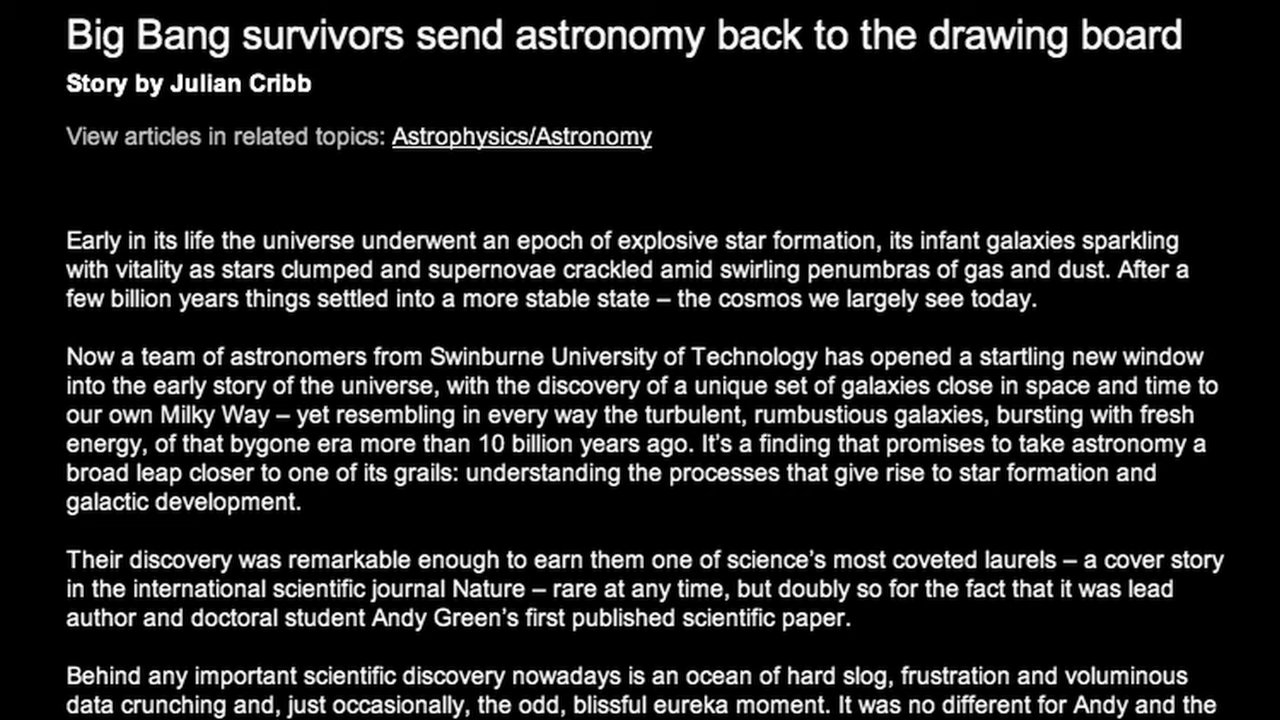 Big Bang survivors send astronomy back to the drawing board
Story by Julian Cribb
View articles in related topics: Astrophysics/Astronomy
Early in its life the universe underwent an epoch of explosive star formation, its infant galaxies sparkling
with vitality as stars clumped and supernovae crackled amid swirling penumbras of gas and dust. After a
few billion years things settled into a more stable state – the cosmos we largely see today.
Now a team of astronomers from Swinburne University of Technology has opened a startling new window
into the early story of the universe, with the discovery of a unique set of galaxies close in space and time to
our own Milky Way – yet resembling in every way the turbulent, rumbustious galaxies, bursting with fresh
energy, of that bygone era more than 10 billion years ago. It’s a finding that promises to take astronomy a
broad leap closer to one of its grails: understanding the processes that give rise to star formation and
galactic development.
Their discovery was remarkable enough to earn them one of science’s most coveted laurels – a cover story
in the international scientific journal Nature – rare at any time, but doubly so for the fact that it was lead
author and doctoral student Andy Green’s first published scientific paper.
Behind any important scientific discovery nowadays is an ocean of hard slog, frustration and voluminous
data crunching and, just occasionally, the odd, blissful eureka moment. It was no different for Andy and the